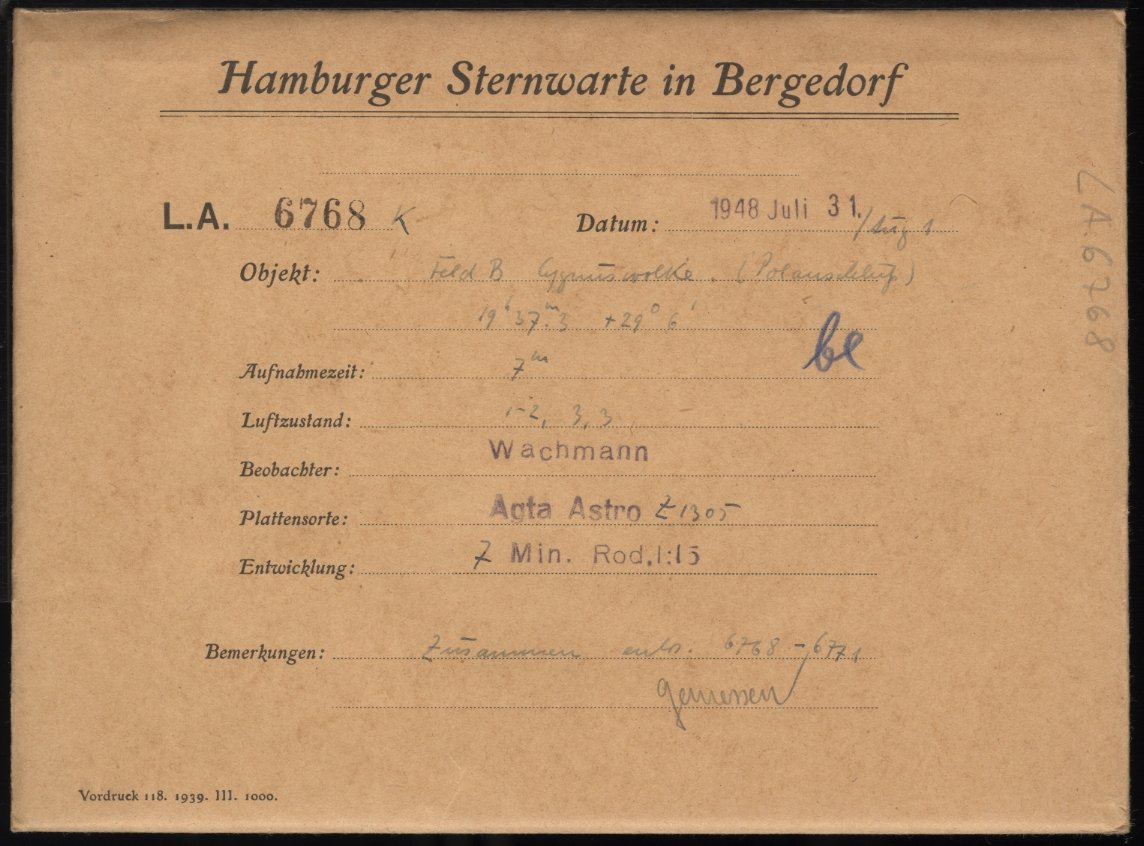 Hamburger Sternwarte in Bergedorf
L.A. 6768 K
Datum: 1948 Juli 31./Aug 1
Objekt: Feld B Cygnuswolke. (Polanschluß)
19h 37m.3 +29° 6'
be
Aufnahmezeit: 7m
Luftzustand: 1-2, 3, 3
Beobachter: Wachmann
Plattensorte: Agfa Astro Z 1305
Entwicklung: 7 Min. Rod. 1:15
Bemerkungen: Zusammen entw. 6768 - 6771
gemessen
Vordruck 118. 1939. III. 1000.
LA 6768